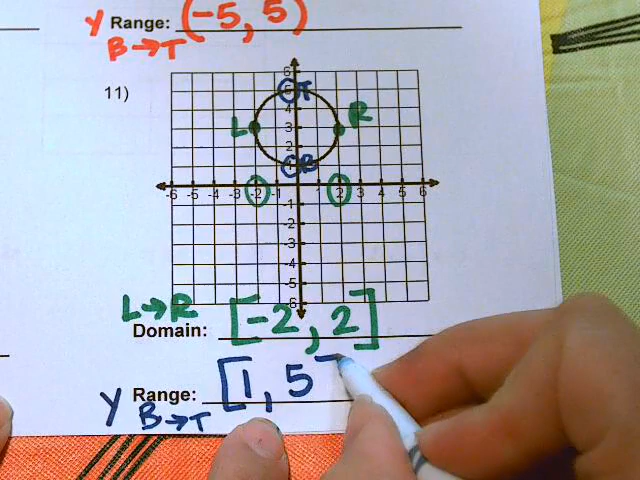 y Range: (-5, 5)
B→T
11)
6
5 T
4
L 3 R
2
1 B
-6 -5 -4 -3 -2 -1 1 2 3 4 5 6
-1
-2
-3
-4
-5
-6
L→R
Domain: [-2, 2]
y Range: [1, 5
B→T